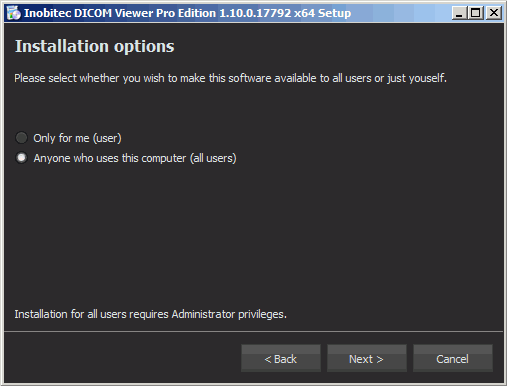 Inobitec DICOM Viewer Pro Edition 1.10.0.17792 x64 Setup
Installation options
Please select whether you wish to make this software available to all users or just youself.
Only for me (user)
Anyone who uses this computer (all users)
Installation for all users requires Administrator privileges.
< Back
Next >
Cancel